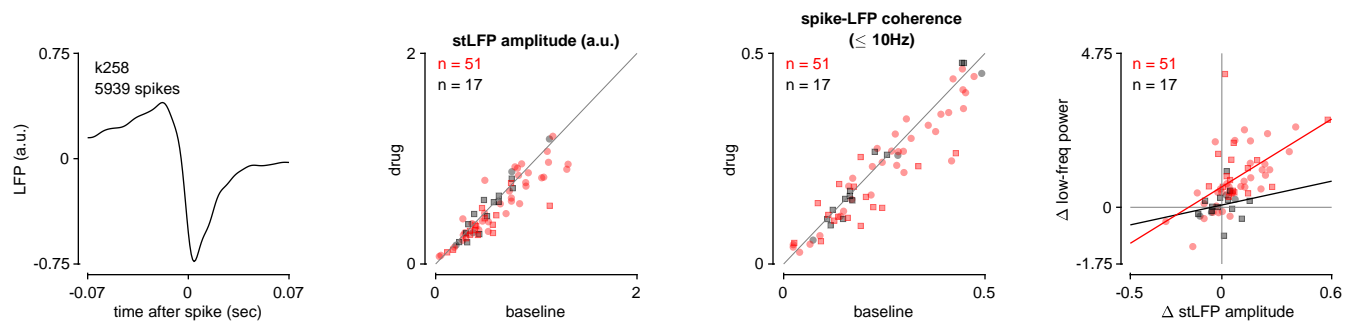 0.75
k258
5939 spikes
LFP (a.u.)
0
-0.75
-0.07
0
0.07
time after spike (sec)
stLFP amplitude (a.u.)
2
n = 51
n = 17
drug
0
0
2
baseline
spike-LFP coherence
(≤ 10Hz)
0.5
n = 51
n = 17
drug
0
0
0.5
baseline
4.75
n = 51
n = 17
Δ low-freq power
0
-1.75
-0.5
0
0.6
Δ stLFP amplitude